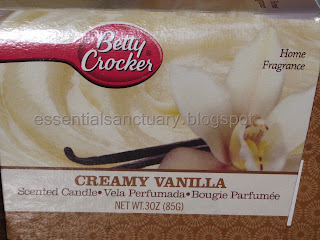 Betty
Crocker
Home
Fragrance
essentialsanctuary.blogspot
CREAMY VANILLA
Scented Candle • Vela Perfumada • Bougie Parfumée
NET WT. 3OZ (85G)